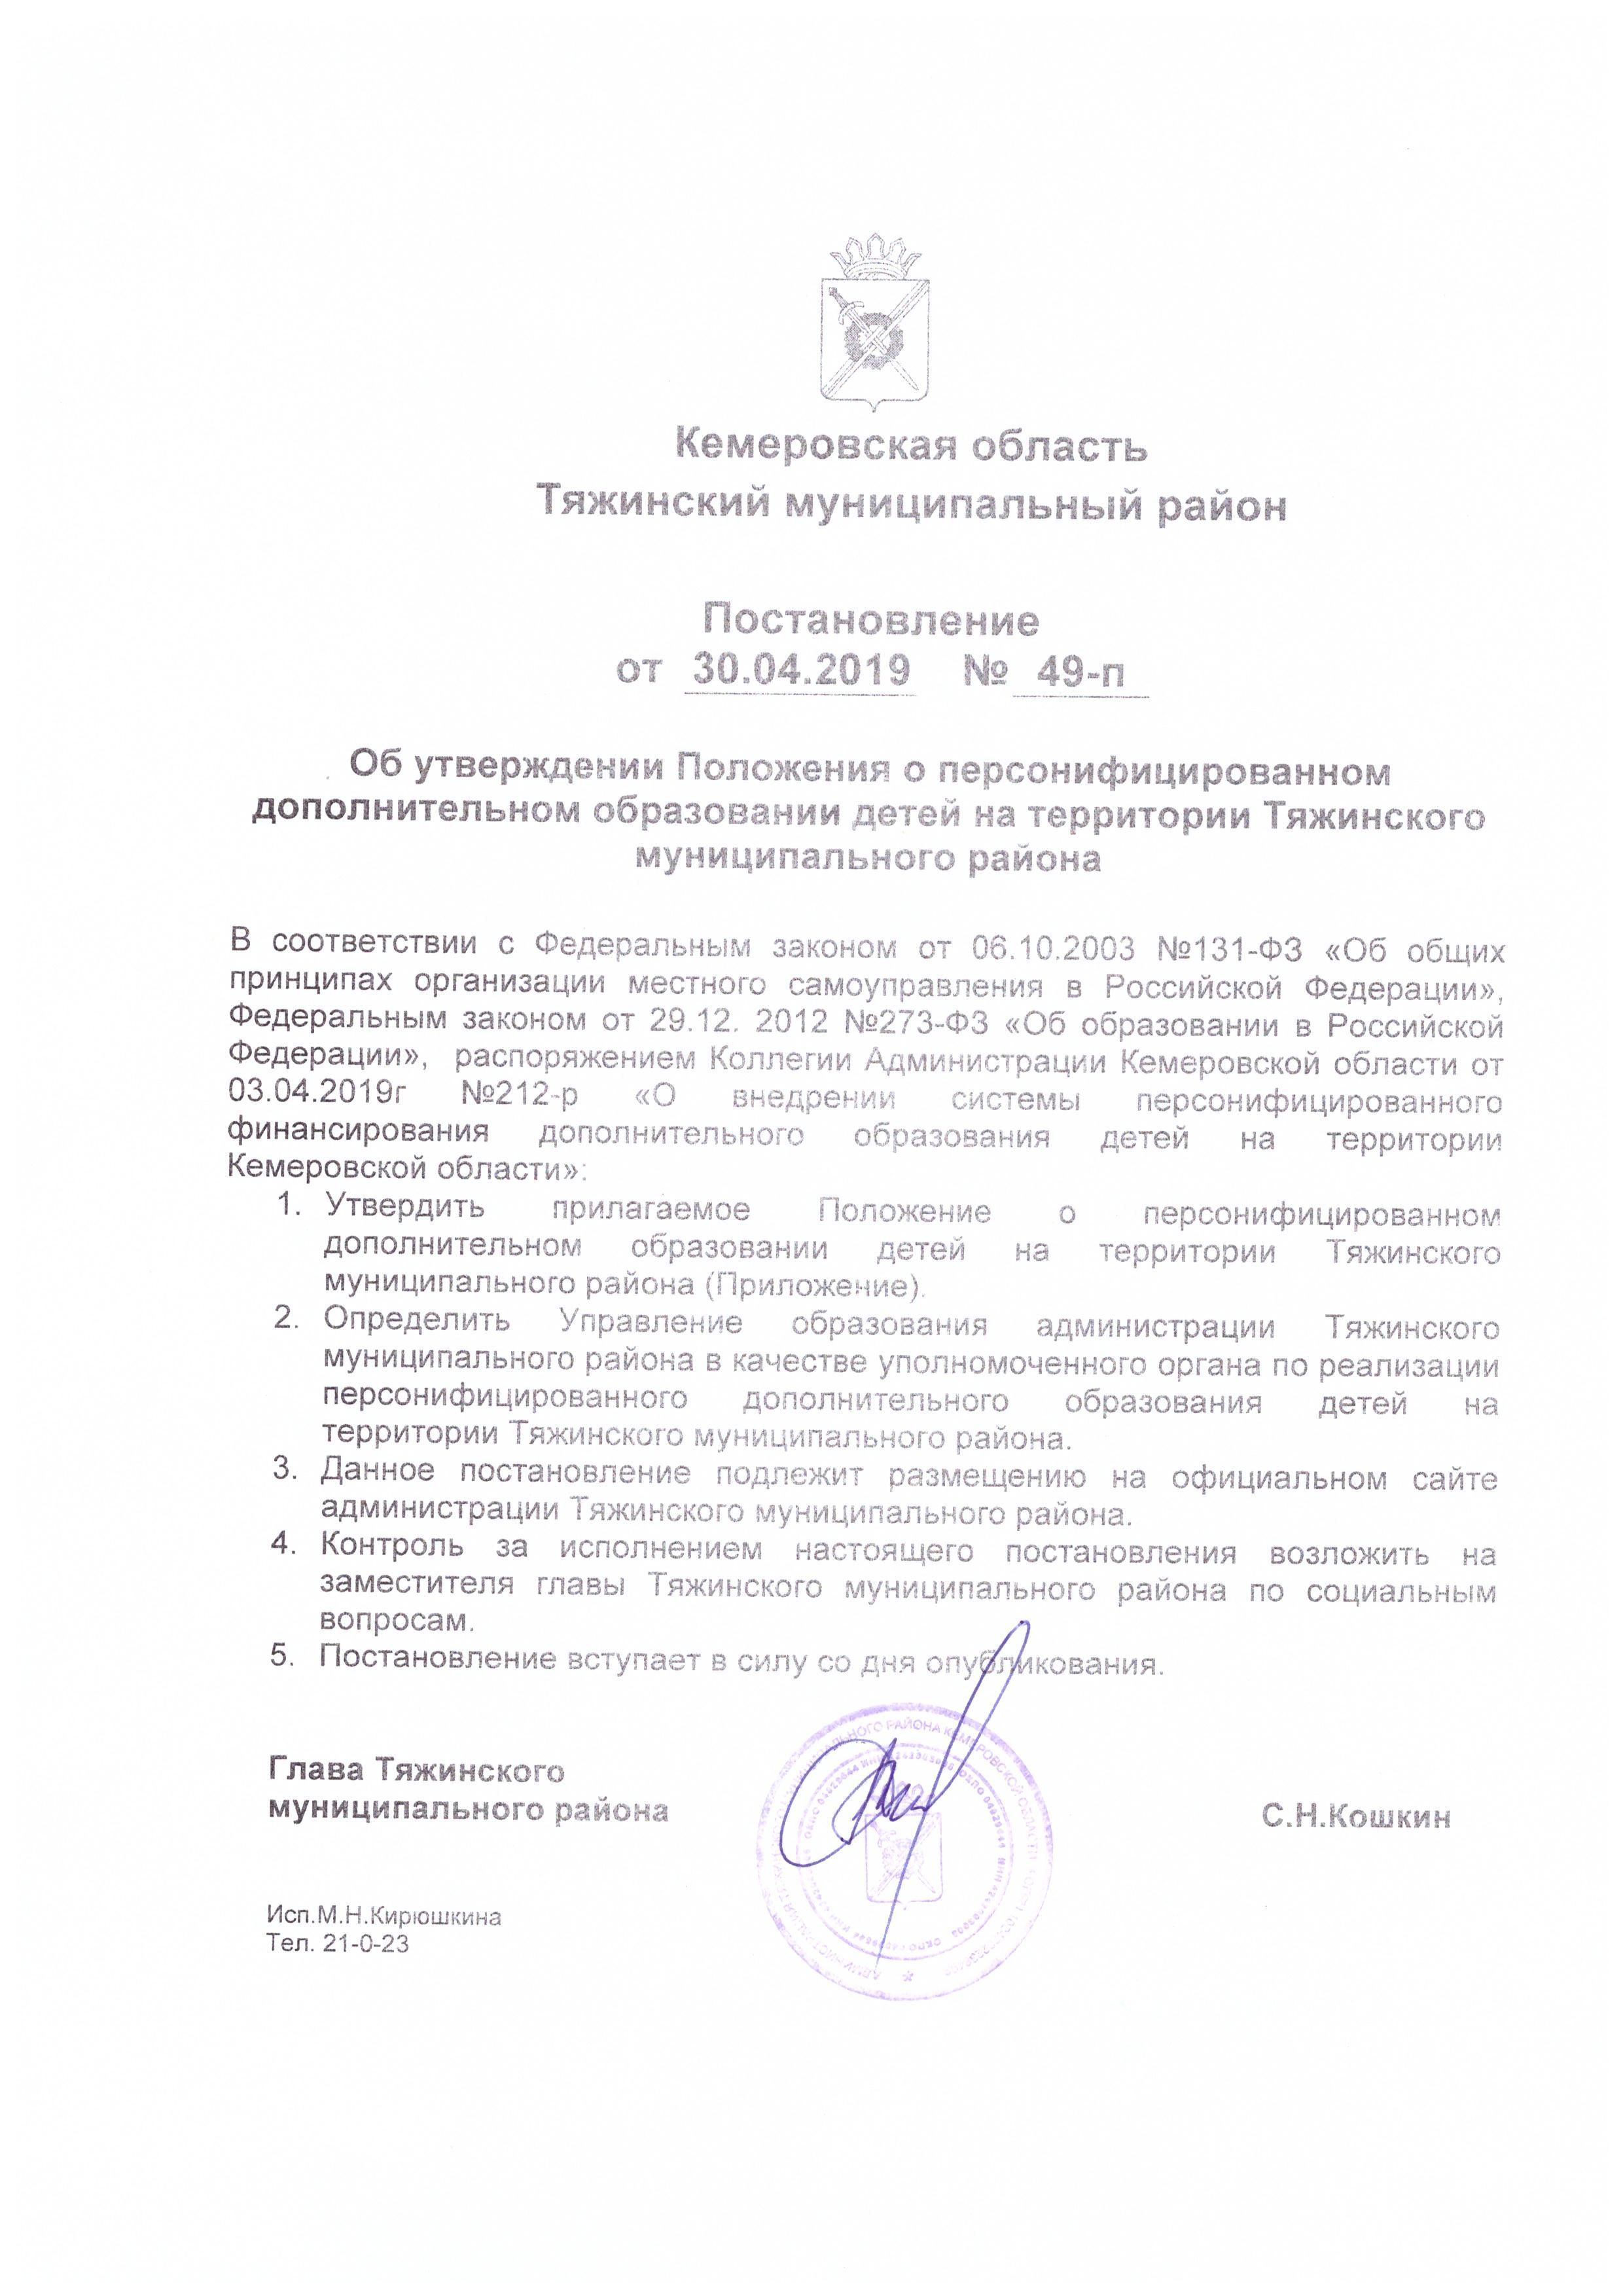 Кемеровская область
Тяжинский муниципальный район
Постановление
от 30.04.2019 № 49-п
Об утверждении Положения о персонифицированном
дополнительном образовании детей на территории Тяжинского
муниципального района
В соответствии с Федеральным законом от 06.10.2003 №131-ФЗ «Об общих
принципах организации местного самоуправления в Российской Федерации»,
Федеральным законом от 29.12. 2012 №273-ФЗ «Об образовании в Российской
Федерации», распоряжением Коллегии Администрации Кемеровской области от
03.04.2019г №212-р «О внедрении системы персонифицированного
финансирования дополнительного образования детей на территории
Кемеровской области»:
1. Утвердить прилагаемое Положение о персонифицированном
дополнительном образовании детей на территории Тяжинского
муниципального района (Приложение).
2. Определить Управление образования администрации Тяжинского
муниципального района в качестве уполномоченного органа по реализации
персонифицированного дополнительного образования детей на
территории Тяжинского муниципального района.
3. Данное постановление подлежит размещению на официальном сайте
администрации Тяжинского муниципального района.
4. Контроль за исполнением настоящего постановления возложить на
заместителя главы Тяжинского муниципального района по социальным
вопросам.
5. Постановление вступает в силу со дня опубликования.
Глава Тяжинского
муниципального района
С.Н.Кошкин
РАЙОНА КЕМЕРОВСКОЙ
Исп.М.Н.Кирюшкина
Тел. 21-0-23